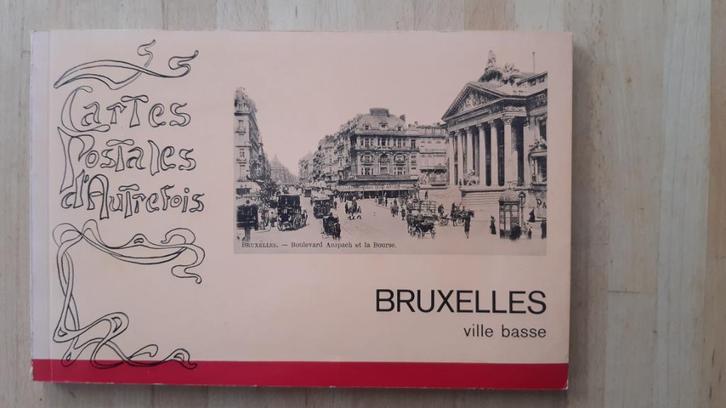 Cartes
Postales
d'Autrefois
BRUXELLES. — Boulevard Anspach et la Bourse.
BRUXELLES
ville basse